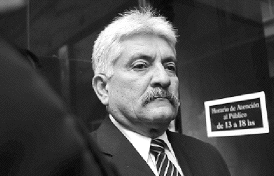 Horario de Atención
al Público
de 13 a 18 hs.